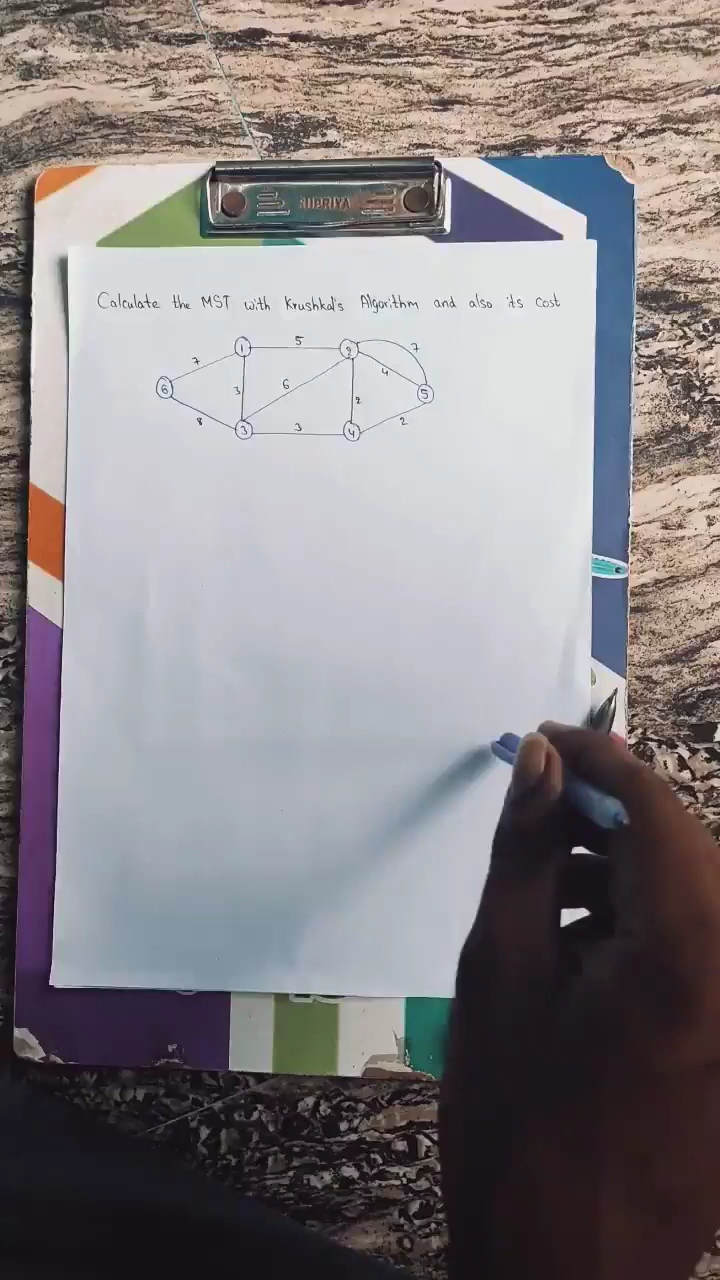 SUPRIYA
Calculate the MST with Krushkal's Algorithm and also its cost
1 5 2 7
7 6 4
6 3 2 5
8 3 3 4 2